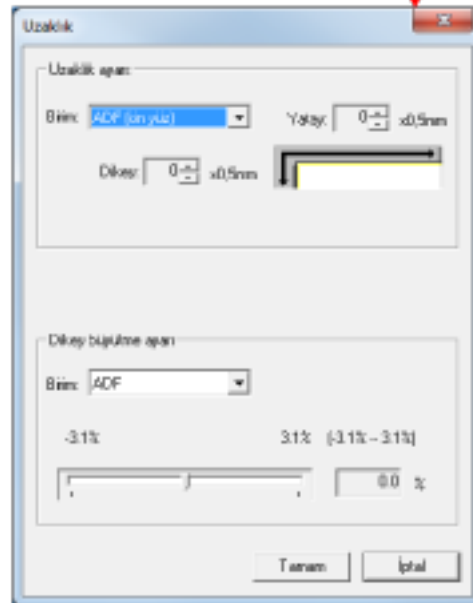 Uzaklık
Uzaklık ayarı
Birim: ADF (ön yüz) Yatay: 0 x0,5mm
Dikey: 0 x0,5mm
Dikey büyütme ayarı
Birim: ADF
-3.1% 3.1% (-3.1% ~ 3.1%)
0.0 %
Tamam İptal